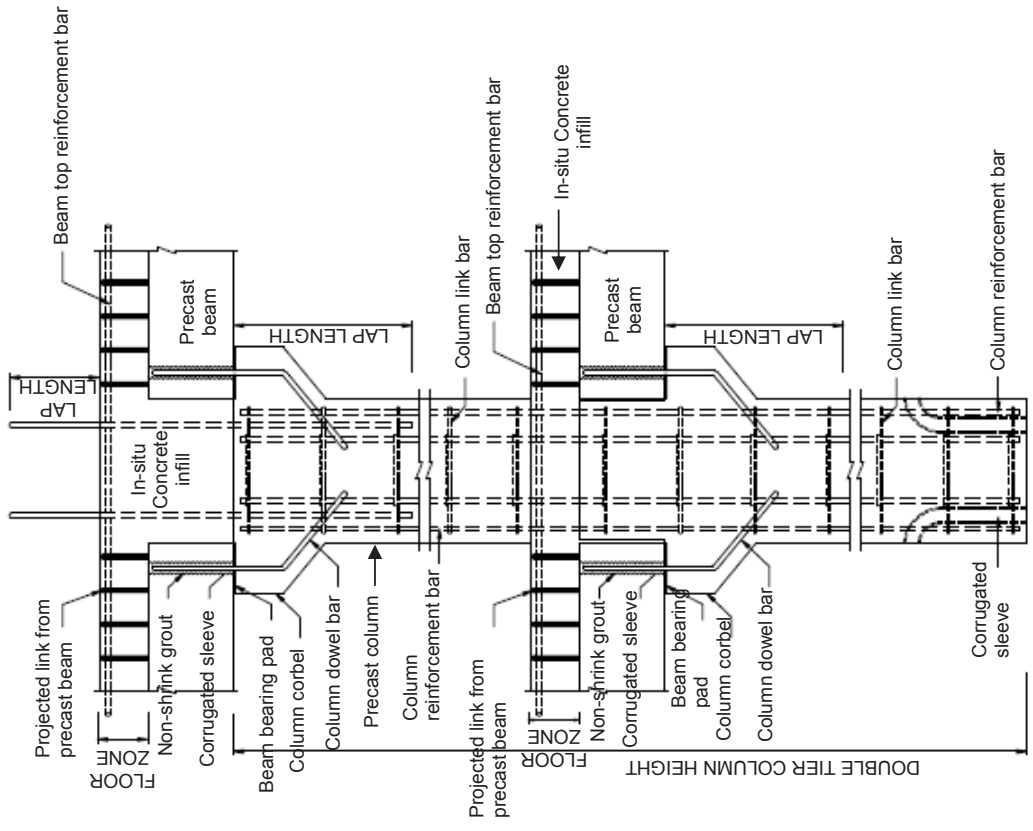 Beam top reinforcement bar
LAP
LENGTH
In-situ
Concrete
infill
Precast
beam
Projected link from
precast beam
FLOOR
ZONE
Non-shrink grout
Corrugated sleeve
Beam bearing pad
Column corbel
Column dowel bar
Precast column
Column
reinforcement bar
LAP LENGTH
Column link bar
Beam top reinforcement bar
In-situ Concrete
infill
Projected link from
precast beam
FLOOR
ZONE
Non-shrink grout
Corrugated sleeve
Beam bearing
pad
Column corbel
Column dowel bar
Precast
beam
LAP LENGTH
Column link bar
Column reinforcement bar
Corrugated
sleeve
DOUBLE TIER COLUMN HEIGHT